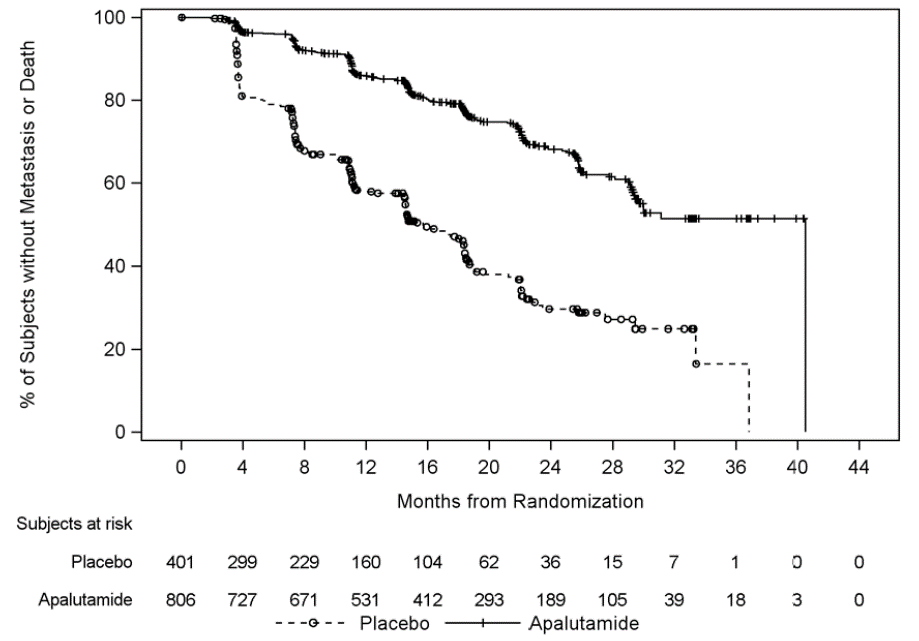 % of Subjects without Metastasis or Death
100
80
60
40
20
0
0 4 8 12 16 20 24 28 32 36 40 44
Months from Randomization
Subjects at risk
Placebo 401 299 229 160 104 62 36 15 7 1 0 0
Apalutamide 806 727 671 531 412 293 189 105 39 18 3 0
Placebo Apalutamide